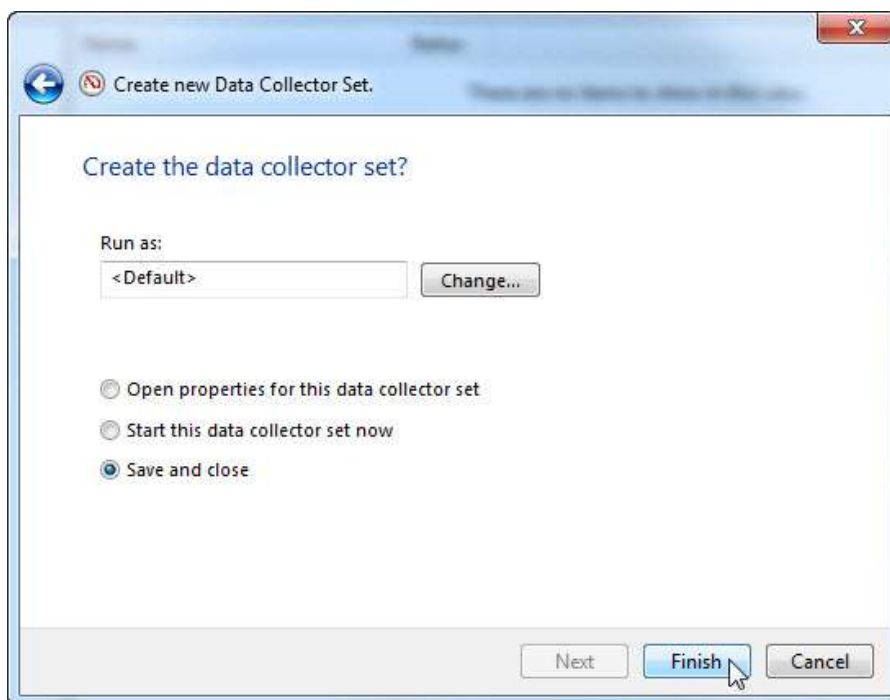 Create new Data Collector Set.
Create the data collector set?
Run as:
<Default>
Change...
Open properties for this data collector set
Start this data collector set now
Save and close
Next
Finish
Cancel